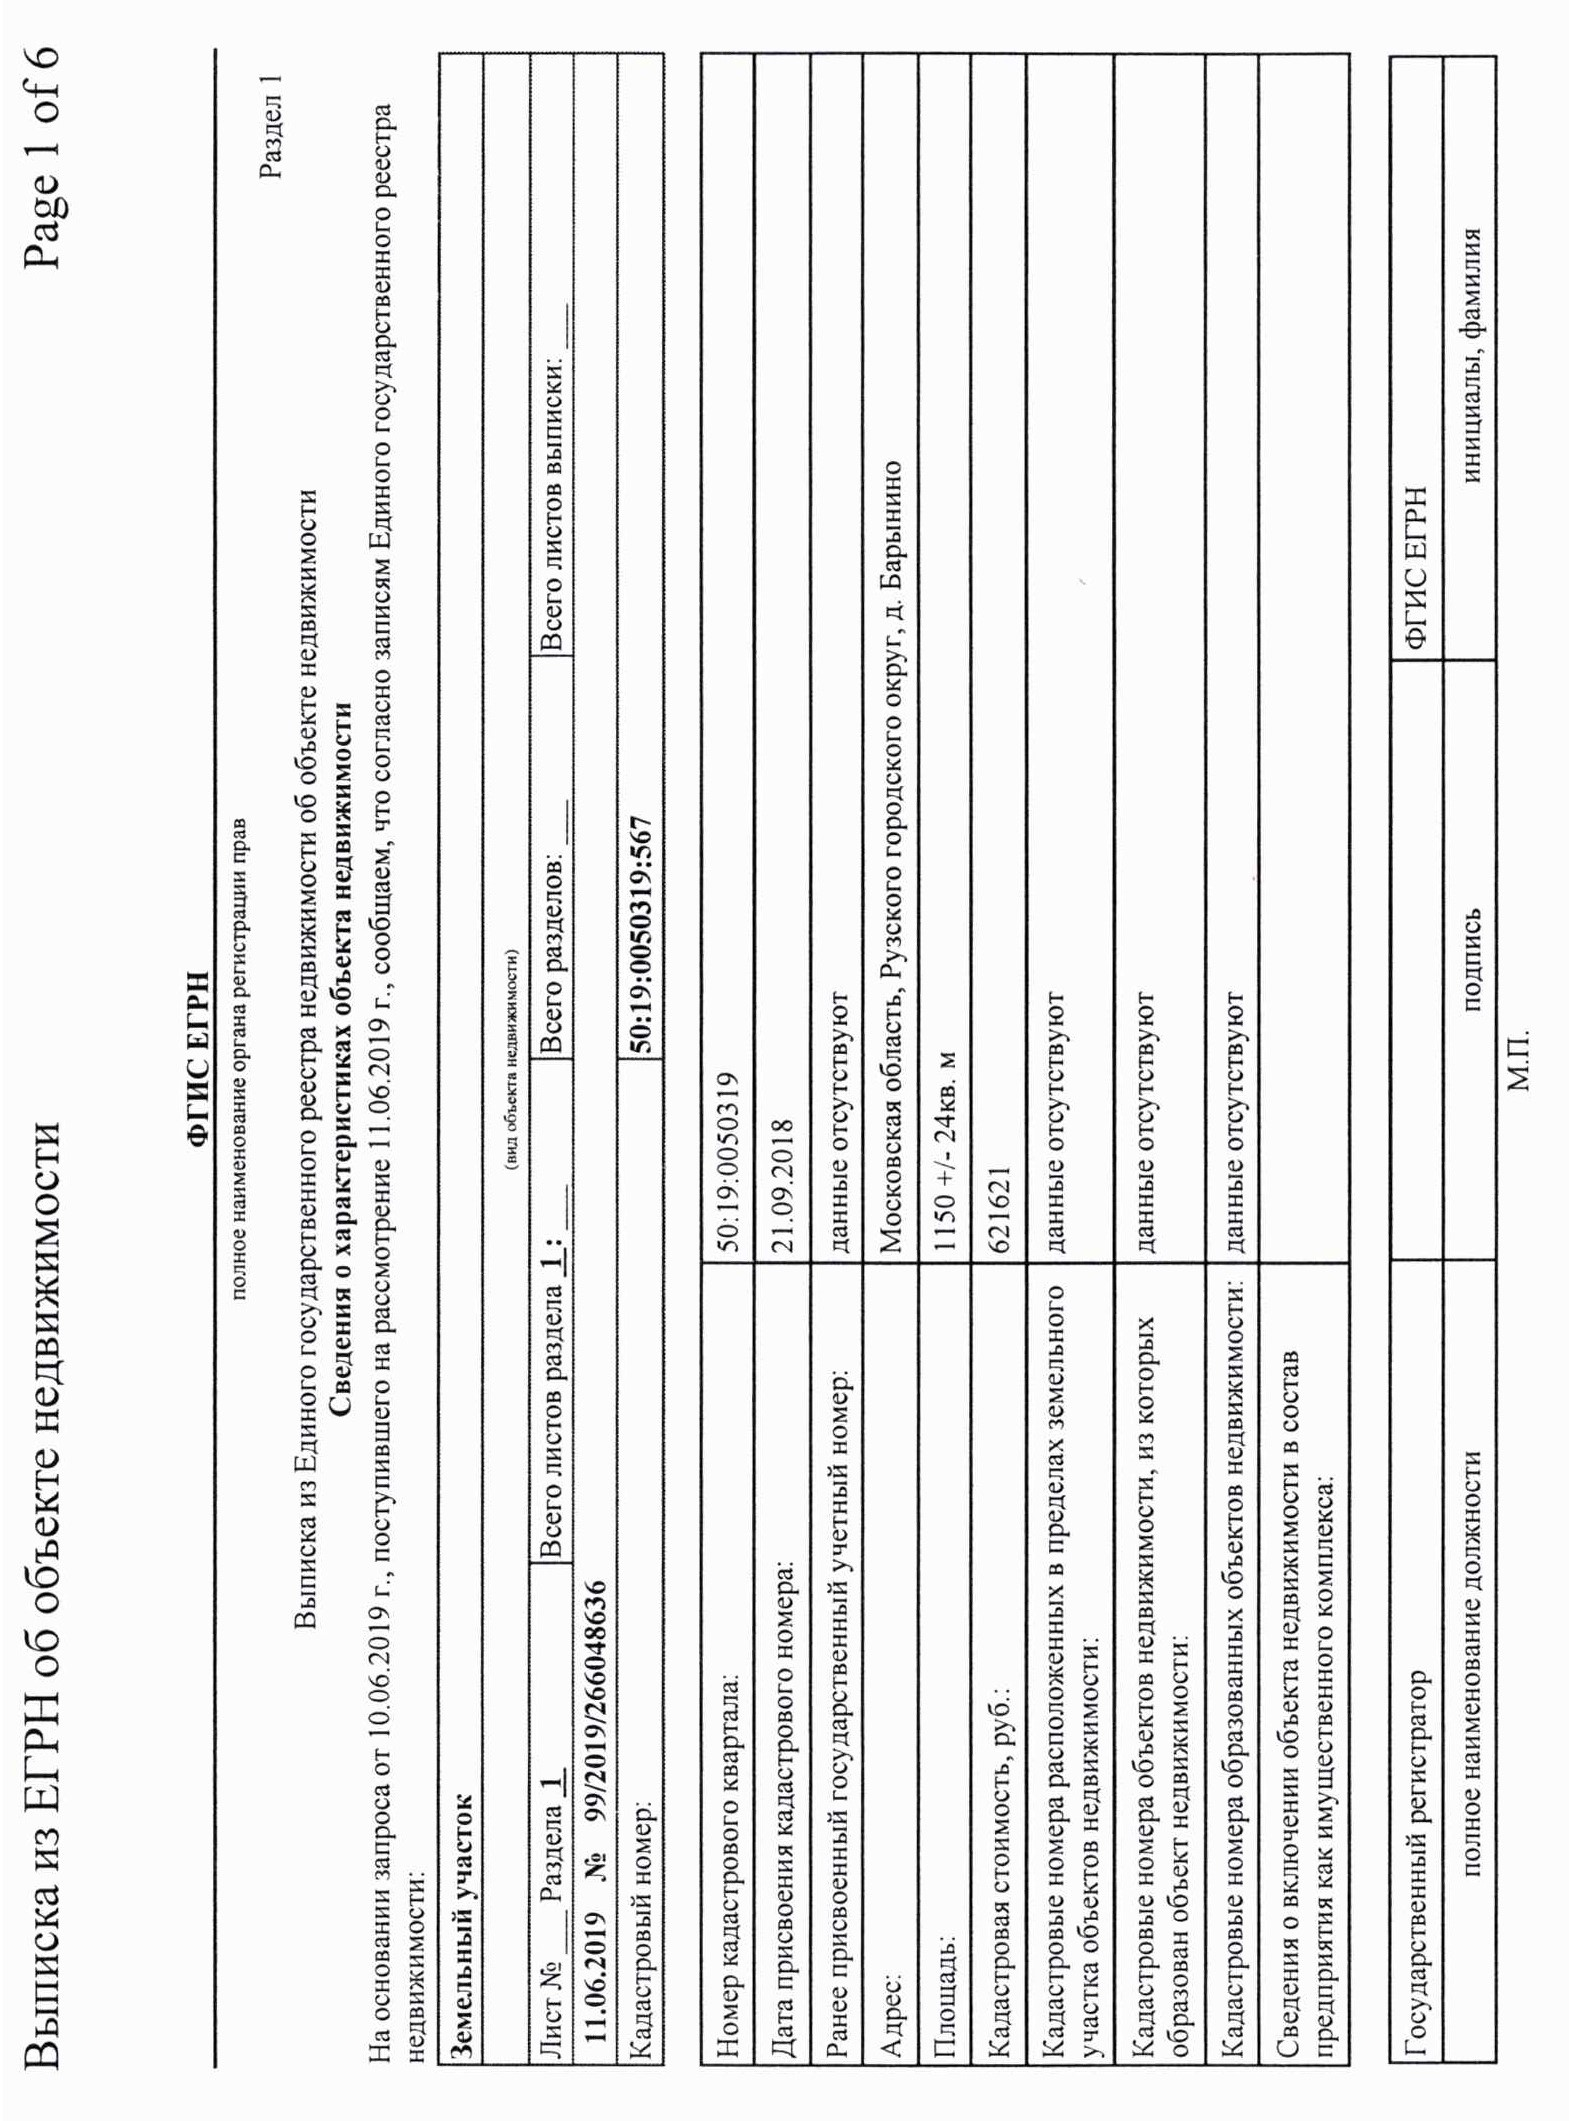 Выписка из ЕГРН об объекте недвижимости Page 1 of 6
ФГИС ЕГРН
полное наименование органа регистрации прав
Раздел 1
Выписка из Единого государственного реестра недвижимости об объекте недвижимости
Сведения о характеристиках объекта недвижимости
На основании запроса от 10.06.2019 г., поступившего на рассмотрение 11.06.2019 г., сообщаем, что согласно записям Единого государственного реестра
недвижимости:
Земельный участок
(вид объекта недвижимости)
Лист № ___ Раздела 1 Всего листов раздела 1 : ___ Всего разделов: ___ Всего листов выписки: ___
11.06.2019 № 99/2019/266048636
Кадастровый номер: 50:19:0050319:567
Номер кадастрового квартала: 50:19:0050319
Дата присвоения кадастрового номера: 21.09.2018
Ранее присвоенный государственный учетный номер: данные отсутствуют
Адрес: Московская область, Рузского городского округ, д. Барынино
Площадь: 1150 +/- 24кв. м
Кадастровая стоимость, руб.: 621621
Кадастровые номера расположенных в пределах земельного данные отсутствуют
участка объектов недвижимости:
Кадастровые номера объектов недвижимости, из которых данные отсутствуют
образован объект недвижимости:
Кадастровые номера образованных объектов недвижимости: данные отсутствуют
Сведения о включении объекта недвижимости в состав
предприятия как имущественного комплекса:
Государственный регистратор ФГИС ЕГРН
полное наименование должности подпись инициалы, фамилия
М.П.